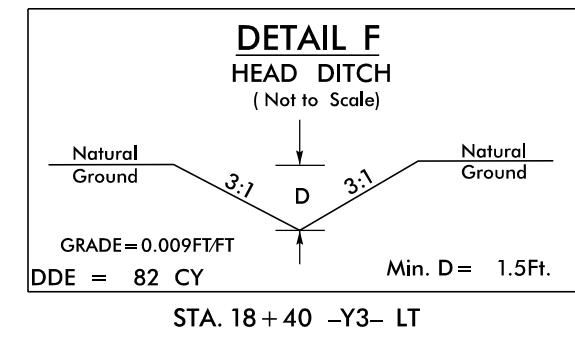 DETAIL F
HEAD DITCH
( Not to Scale)
Natural
Ground
3:1
D
3:1
Natural
Ground
GRADE=0.009FT/FT
DDE = 82 CY
Min. D= 1.5Ft.
STA. 18+40 -Y3- LT